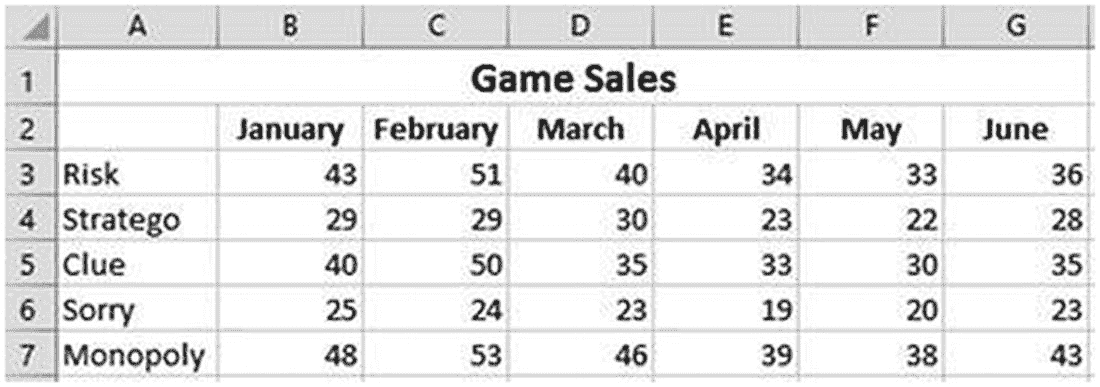 A B C D E F G
1 Game Sales
2 January February March April May June
3 Risk 43 51 40 34 33 36
4 Stratego 29 29 30 23 22 28
5 Clue 40 50 35 33 30 35
6 Sorry 25 24 23 19 20 23
7 Monopoly 48 53 46 39 38 43